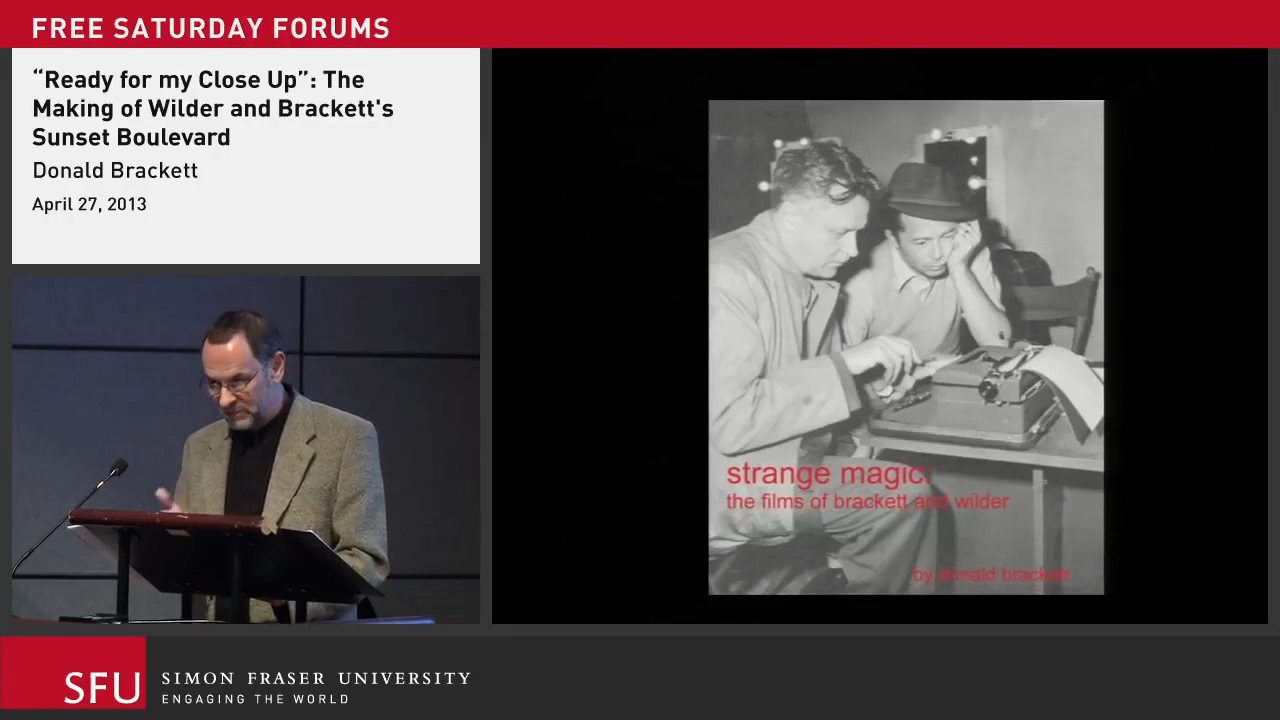 FREE SATURDAY FORUMS
“Ready for my Close Up”: The
Making of Wilder and Brackett's
Sunset Boulevard
Donald Brackett
April 27, 2013
strange magic:
the films of brackett and wilder
by donald brackett
SFU
SIMON FRASER UNIVERSITY
ENGAGING THE WORLD